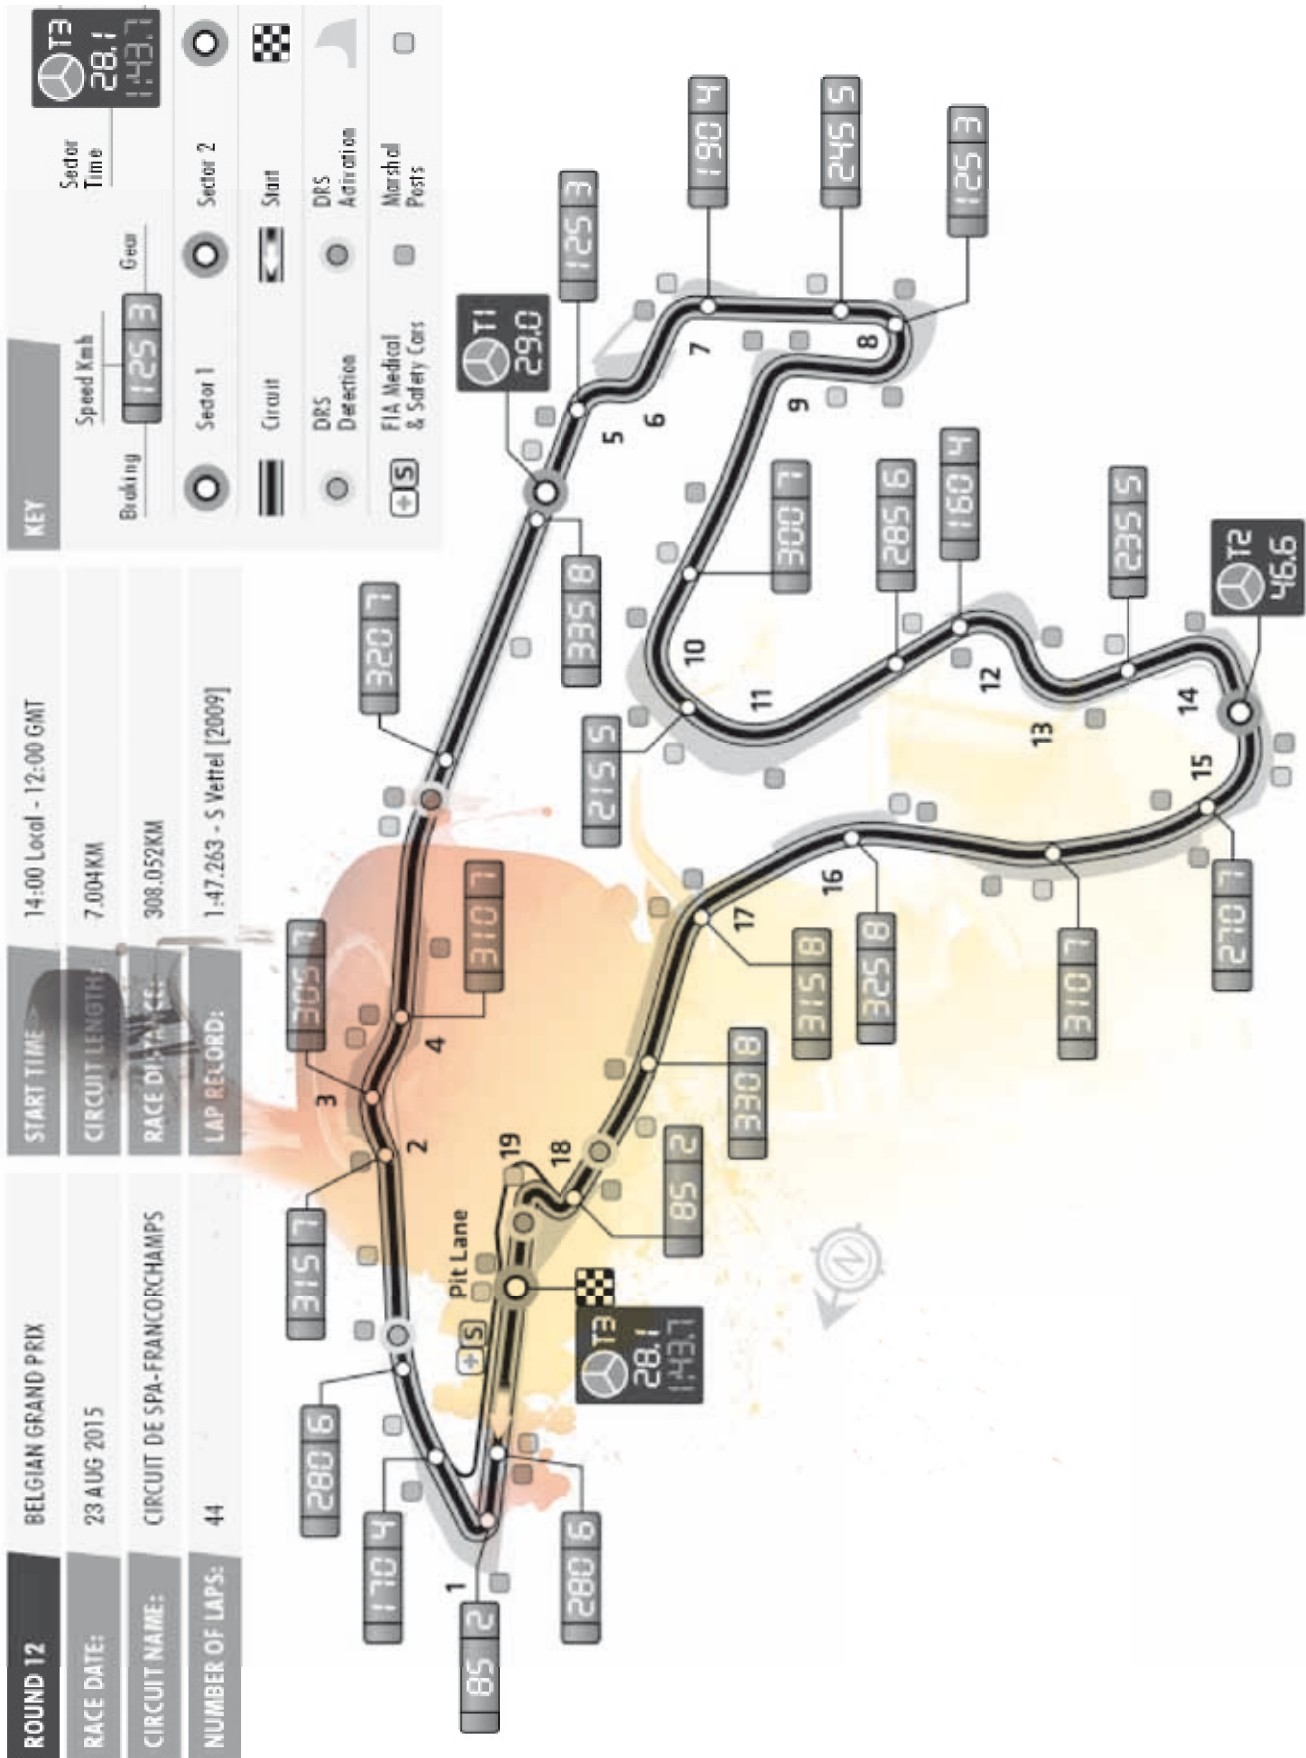 ROUND 12
BELGIAN GRAND PRIX
RACE DATE:
23 AUG 2015
CIRCUIT NAME:
CIRCUIT DE SPA-FRANCORCHAMPS
NUMBER OF LAPS:
44
START TIME:
14:00 Local - 12:00 GMT
CIRCUIT LENGTH:
7.004KM
RACE DISTANCE:
308.052KM
LAP RECORD:
1:47.263 - S Vettel [2009]
KEY
Braking
Speed Kmh
Gear
125 3
Sector
Time
T3
28.1
1:43.7
Sector 1
Sector 2
Circuit
Start
DRS
Detection
DRS
Activation
FIA Medical
& Safety Cars
Marshal
Posts
+ S
85 2
1
280 6
170 4
280 6
315 7
2
3
305 7
4
310 7
320 7
335 8
T1
29.0
125 3
5
6
7
190 4
245 5
8
125 3
9
300 7
10
215 5
11
285 6
160 4
12
13
235 5
14
T2
46.6
15
270 7
310 7
16
325 8
17
315 8
330 8
18
85 2
19
Pit Lane
+ S
T3
28.1
1:43.7
N